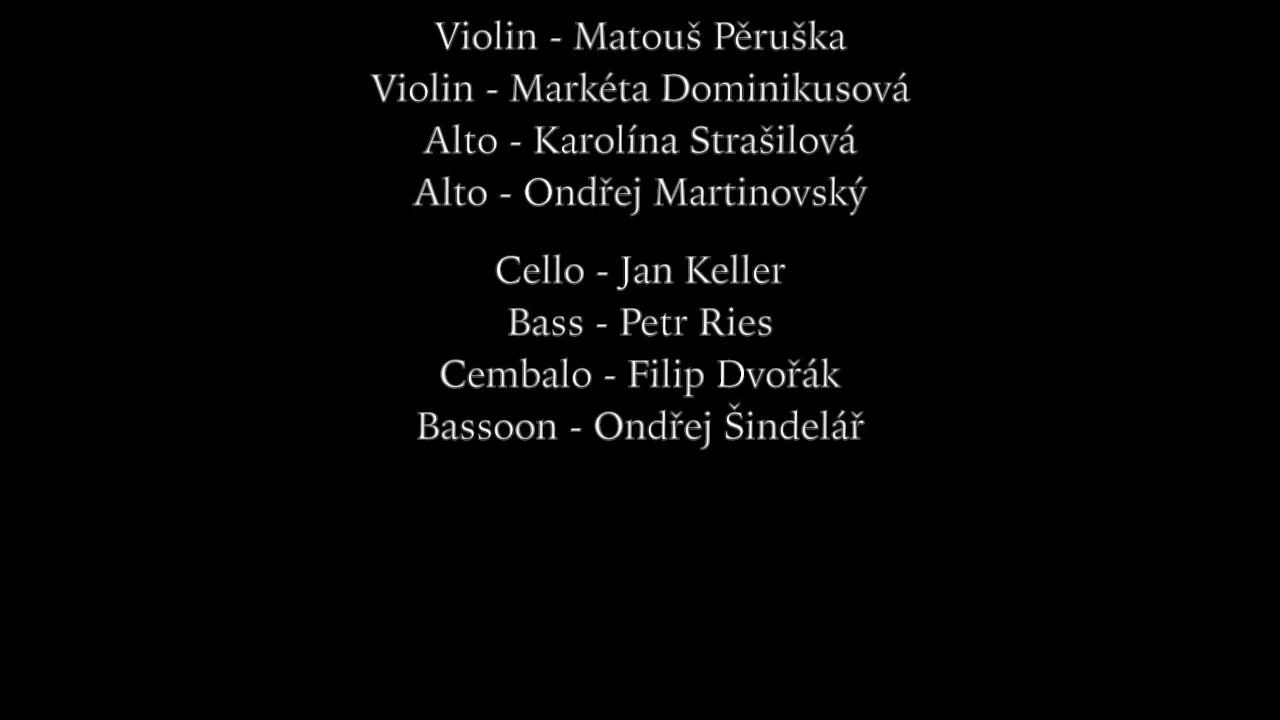 Violin - Matouš Pěruška
Violin - Markéta Dominikusová
Alto - Karolína Strašilová
Alto - Ondřej Martinovský
Cello - Jan Keller
Bass - Petr Ries
Cembalo - Filip Dvořák
Bassoon - Ondřej Šindelář